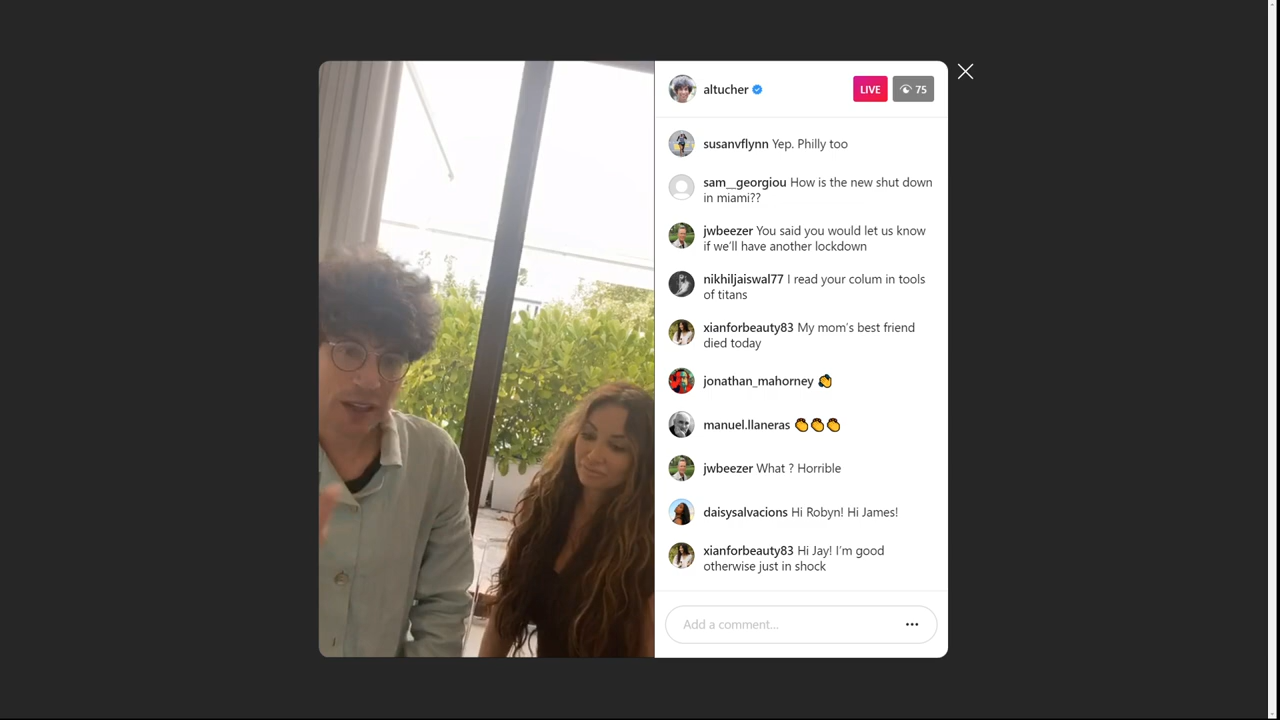 altucher
LIVE
75
susanvflynn Yep. Philly too
sam__georgiou How is the new shut down
in miami??
jwbeezer You said you would let us know
if we'll have another lockdown
nikhiljaiswal77 I read your colum in tools
of titans
xianforbeauty83 My mom's best friend
died today
jonathan_mahorney 👏
manuel.llaneras 👏👏👏
jwbeezer What ? Horrible
daisysalvacions Hi Robyn! Hi James!
xianforbeauty83 Hi Jay! I'm good
otherwise just in shock
Add a comment...